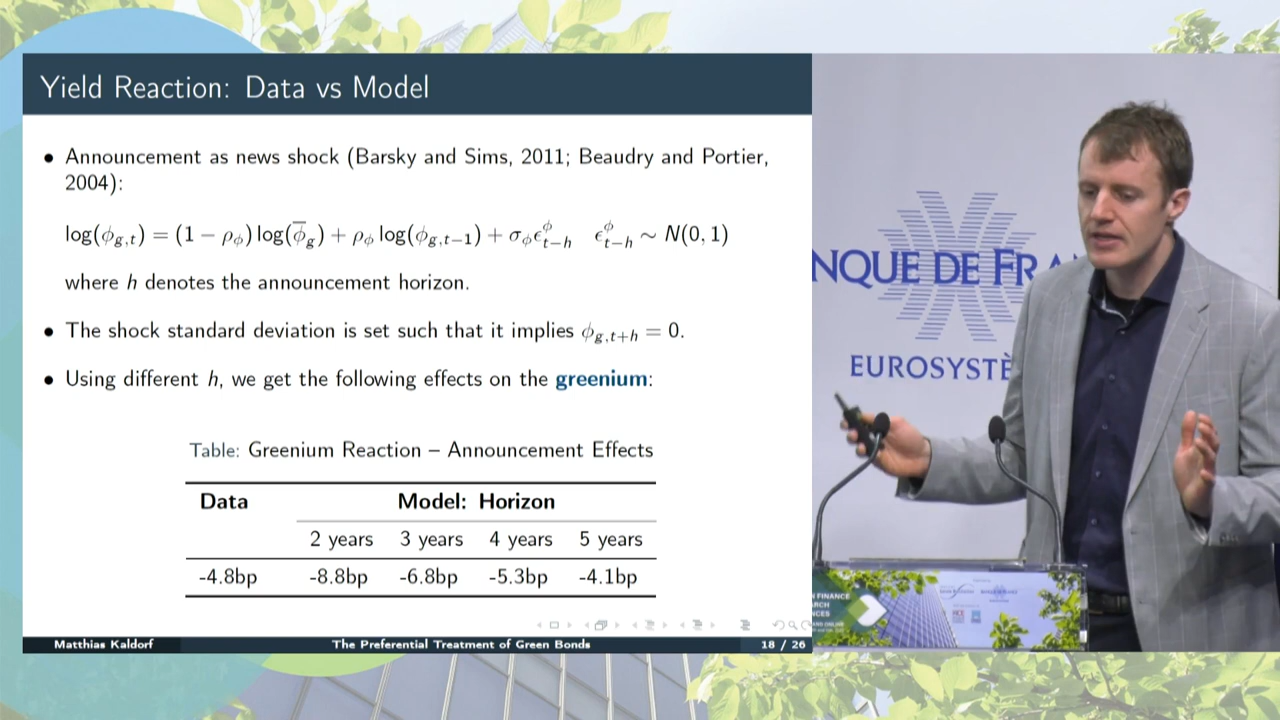 Yield Reaction: Data vs Model
• Announcement as news shock (Barsky and Sims, 2011; Beaudry and Portier,
2004):
log(ϕ_{g,t}) = (1 − ρ_ϕ) log(ϕ̅_g) + ρ_ϕ log(ϕ_{g,t−1}) + σ_ϕ ϵ^ϕ_{t−h}   ϵ^ϕ_{t−h} ∼ N(0, 1)
where h denotes the announcement horizon.
• The shock standard deviation is set such that it implies ϕ_{g,t+h} = 0.
• Using different h, we get the following effects on the greenium:
Table: Greenium Reaction – Announcement Effects
Data Model: Horizon
2 years 3 years 4 years 5 years
-4.8bp -8.8bp -6.8bp -5.3bp -4.1bp
Matthias Kaldorf The Preferential Treatment of Green Bonds 18 / 26
NQUE DE FRA
EUROSYSTÈ
FINANCE